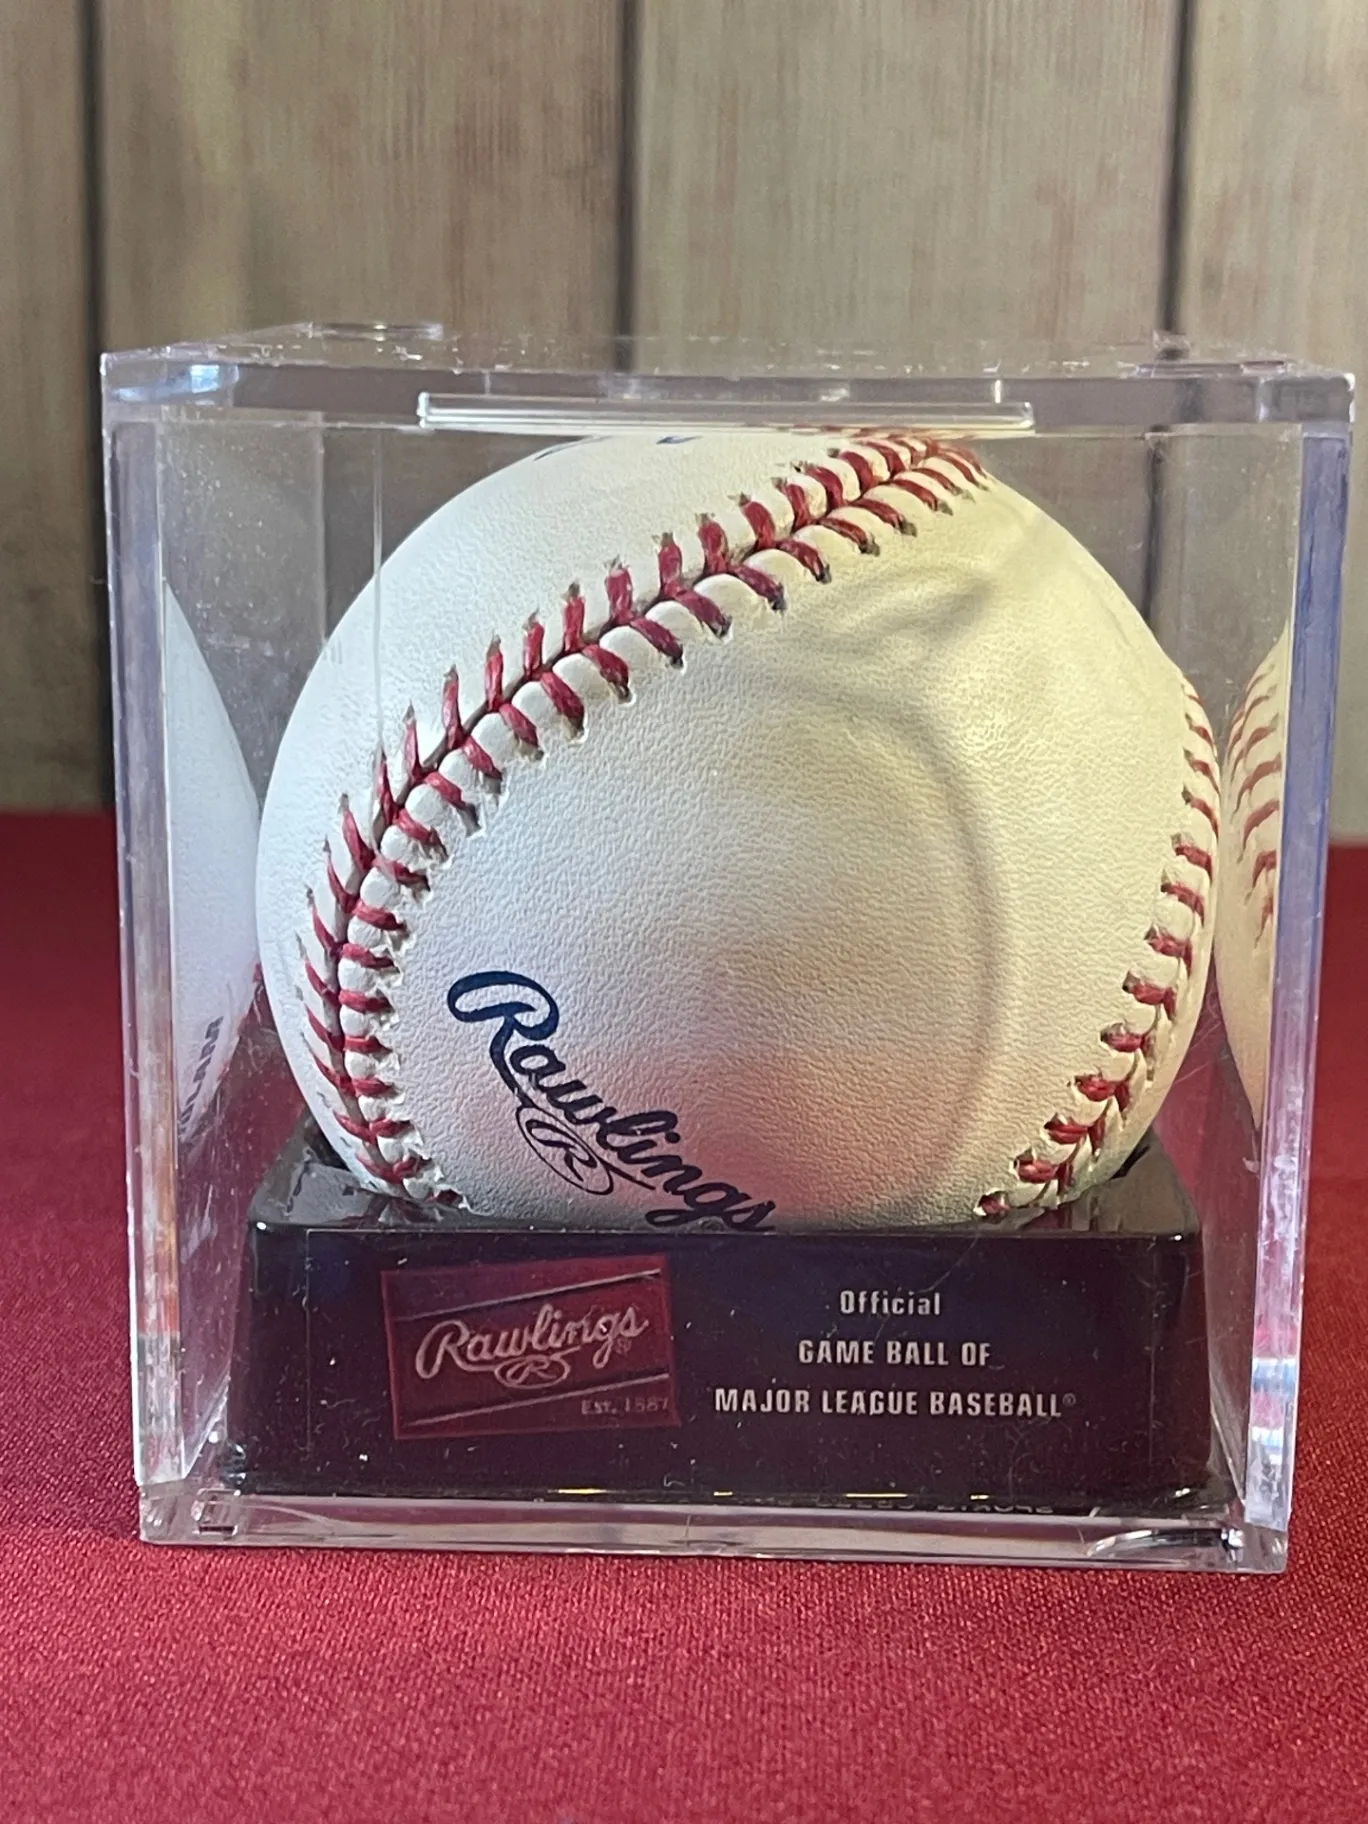 Rawlings
R
Rawlings®
R
EST. 1887
Official
GAME BALL OF
MAJOR LEAGUE BASEBALL®